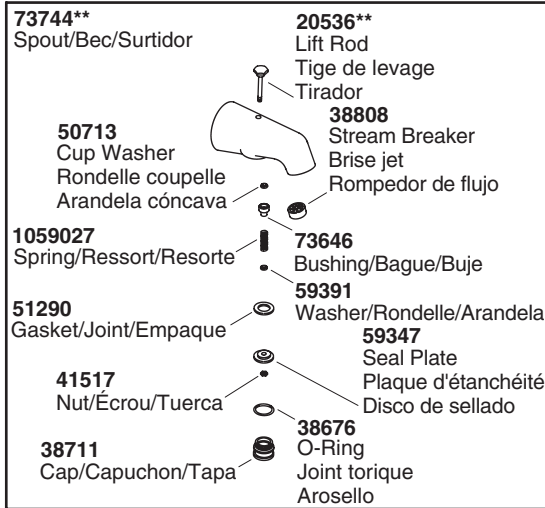 73744**
Spout/Bec/Surtidor
20536**
Lift Rod
Tige de levage
Tirador
38808
Stream Breaker
Brise jet
Rompedor de flujo
50713
Cup Washer
Rondelle coupelle
Arandela cóncava
1059027
Spring/Ressort/Resorte
73646
Bushing/Bague/Buje
59391
Washer/Rondelle/Arandela
51290
Gasket/Joint/Empaque
59347
Seal Plate
Plaque d'étanchéité
Disco de sellado
41517
Nut/Écrou/Tuerca
38676
O-Ring
Joint torique
Arosello
38711
Cap/Capuchon/Tapa